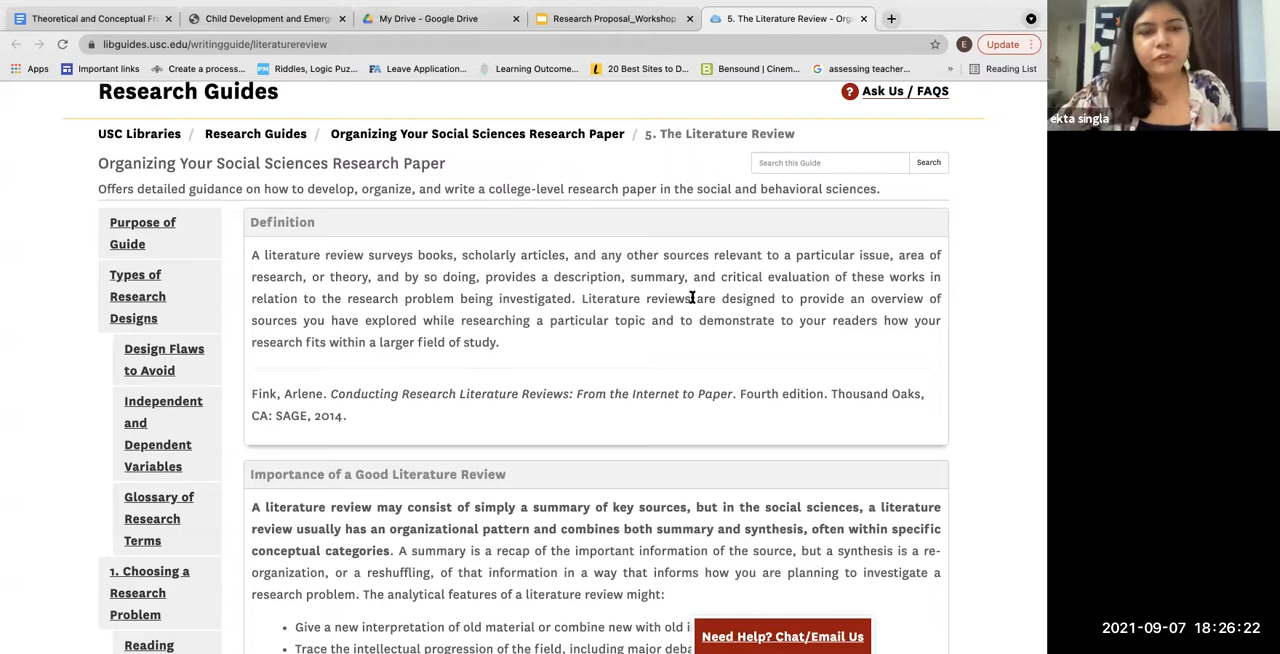 Theoretical and Conceptual Fr
Child Development and Emerg
My Drive - Google Drive
Research Proposal_Workshop
5. The Literature Review - Org
libguides.usc.edu/writingguide/literaturereview
E
Update
Apps
Important links
Create a process...
Riddles, Logic Puz...
FA
Leave Application...
Learning Outcome...
20 Best Sites to D...
Bensound | Cinem...
assessing teacher...
»
Reading List
Research Guides
? Ask Us / FAQS
USC Libraries / Research Guides / Organizing Your Social Sciences Research Paper / 5. The Literature Review
Organizing Your Social Sciences Research Paper
Search this Guide
Search
Offers detailed guidance on how to develop, organize, and write a college-level research paper in the social and behavioral sciences.
Purpose of
Guide
Types of
Research
Designs
Design Flaws
to Avoid
Independent
and
Dependent
Variables
Glossary of
Research
Terms
1. Choosing a
Research
Problem
Reading
Definition
A literature review surveys books, scholarly articles, and any other sources relevant to a particular issue, area of
research, or theory, and by so doing, provides a description, summary, and critical evaluation of these works in
relation to the research problem being investigated. Literature reviews are designed to provide an overview of
sources you have explored while researching a particular topic and to demonstrate to your readers how your
research fits within a larger field of study.
Fink, Arlene. Conducting Research Literature Reviews: From the Internet to Paper. Fourth edition. Thousand Oaks,
CA: SAGE, 2014.
Importance of a Good Literature Review
A literature review may consist of simply a summary of key sources, but in the social sciences, a literature
review usually has an organizational pattern and combines both summary and synthesis, often within specific
conceptual categories. A summary is a recap of the important information of the source, but a synthesis is a re-
organization, or a reshuffling, of that information in a way that informs how you are planning to investigate a
research problem. The analytical features of a literature review might:
• Give a new interpretation of old material or combine new with old i
• Trace the intellectual progression of the field, including major deba
Need Help? Chat/Email Us
ekta singla
2021-09-07 18:26:22